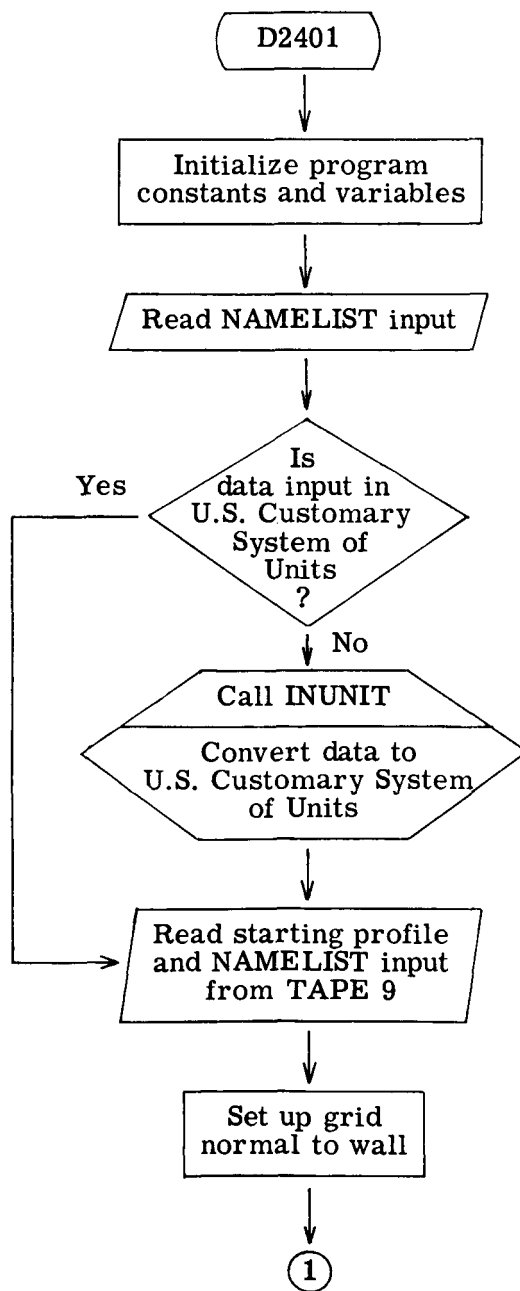 D2401
Initialize program
constants and variables
Read NAMELIST input
Is
data input in
U.S. Customary
System of
Units
?
Yes
No
Call INUNIT
Convert data to
U.S. Customary System
of Units
Read starting profile
and NAMELIST input
from TAPE 9
Set up grid
normal to wall
1